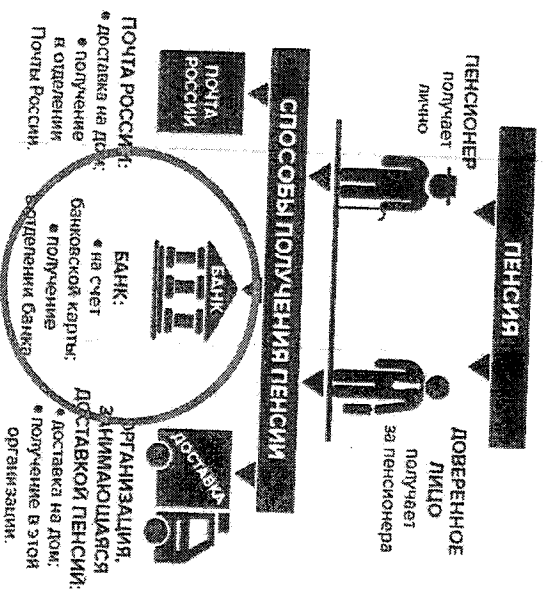 ПЕНСИЯ
ПЕНСИОНЕР
получает
лично
ДОВЕРЕННОЕ
ЛИЦО
получает
за пенсионера
СПОСОБЫ ПОЛУЧЕНИЯ ПЕНСИИ
ПОЧТА
РОССИИ
ПОЧТА РОССИИ:
• доставка на дом;
• получение
в отделении
Почты России.
БАНК
БАНК:
• на счет
банковской карты;
• получение
в отделении банка
ДОСТАВКА
ОРГАНИЗАЦИЯ,
ЗАНИМАЮЩАЯСЯ
ДОСТАВКОЙ ПЕНСИЙ:
• доставка на дом;
• получение в этой
организации.